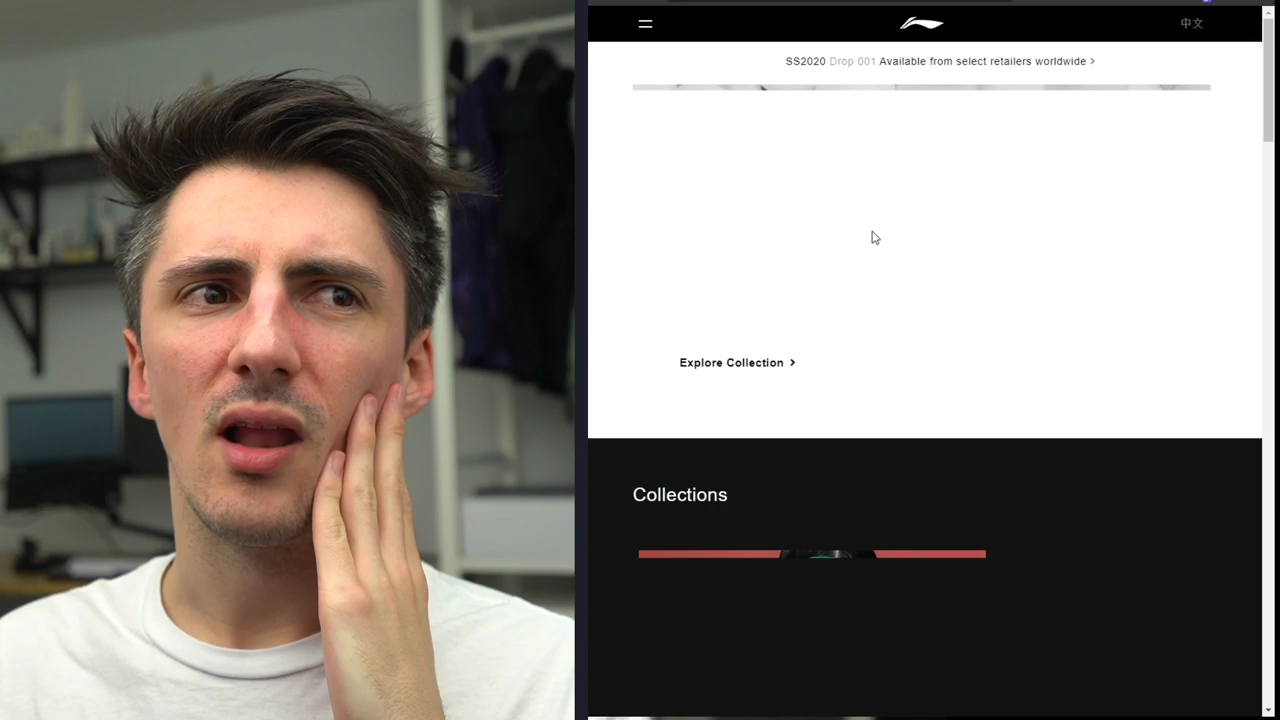 中文
SS2020 Drop 001 Available from select retailers worldwide >
Explore Collection >
Collections